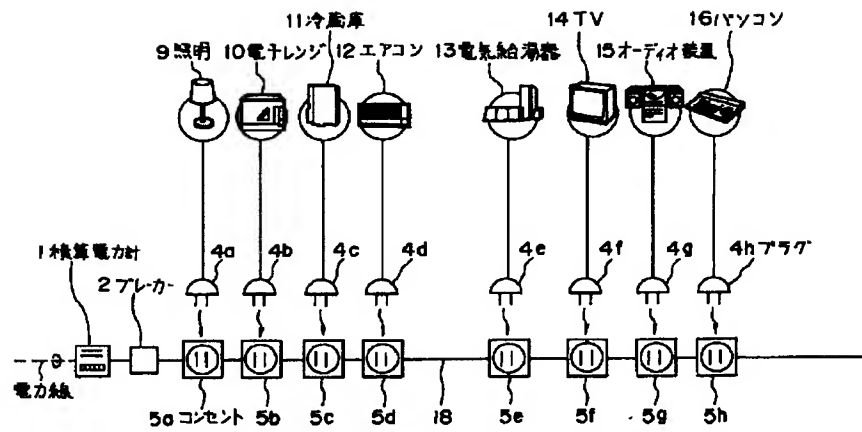 11冷蔵庫
14TV
16パソコン
9照明
10電子レンジ
12エアコン
13電気給湯器
15オーディオ装置
1積算電力計
4a
4b
4c
4d
4e
4f
4g
4hプラグ
2ブレーカー
電力線
5aコンセント
5b
5c
5d
18
5e
5f
5g
5h